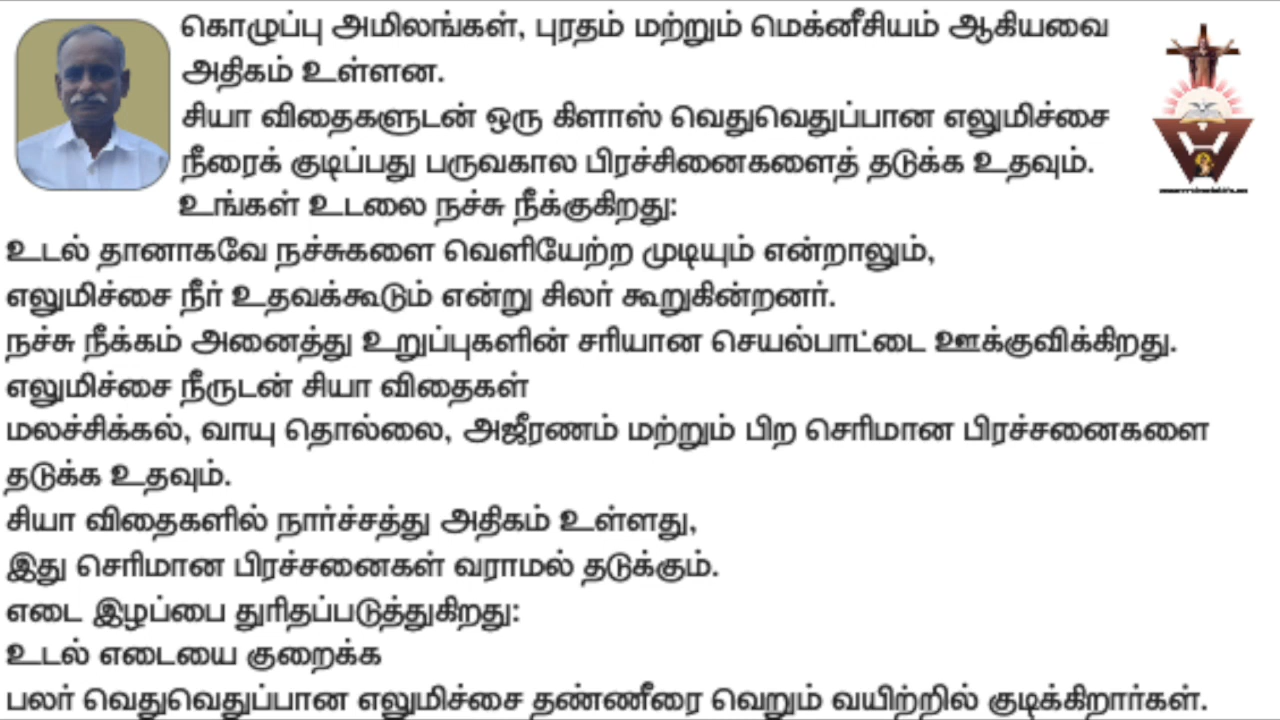 கொழுப்பு அமிலங்கள், புரதம் மற்றும் மெக்னீசியம் ஆகியவை
அதிகம் உள்ளன.
சியா விதைகளுடன் ஒரு கிளாஸ் வெதுவெதுப்பான எலுமிச்சை
நீரைக் குடிப்பது பருவகால பிரச்சினைகளைத் தடுக்க உதவும்.
உங்கள் உடலை நச்சு நீக்குகிறது:
உடல் தானாகவே நச்சுகளை வெளியேற்ற முடியும் என்றாலும்,
எலுமிச்சை நீர் உதவக்கூடும் என்று சிலர் கூறுகின்றனர்.
நச்சு நீக்கம் அனைத்து உறுப்புகளின் சரியான செயல்பாட்டை ஊக்குவிக்கிறது.
எலுமிச்சை நீருடன் சியா விதைகள்
மலச்சிக்கல், வாயு தொல்லை, அஜீரணம் மற்றும் பிற செரிமான பிரச்சனைகளை
தடுக்க உதவும்.
சியா விதைகளில் நார்ச்சத்து அதிகம் உள்ளது,
இது செரிமான பிரச்சனைகள் வராமல் தடுக்கும்.
எடை இழப்பை துரிதப்படுத்துகிறது:
உடல் எடையை குறைக்க
பலர் வெதுவெதுப்பான எலுமிச்சை தண்ணீரை வெறும் வயிற்றில் குடிக்கிறார்கள்.